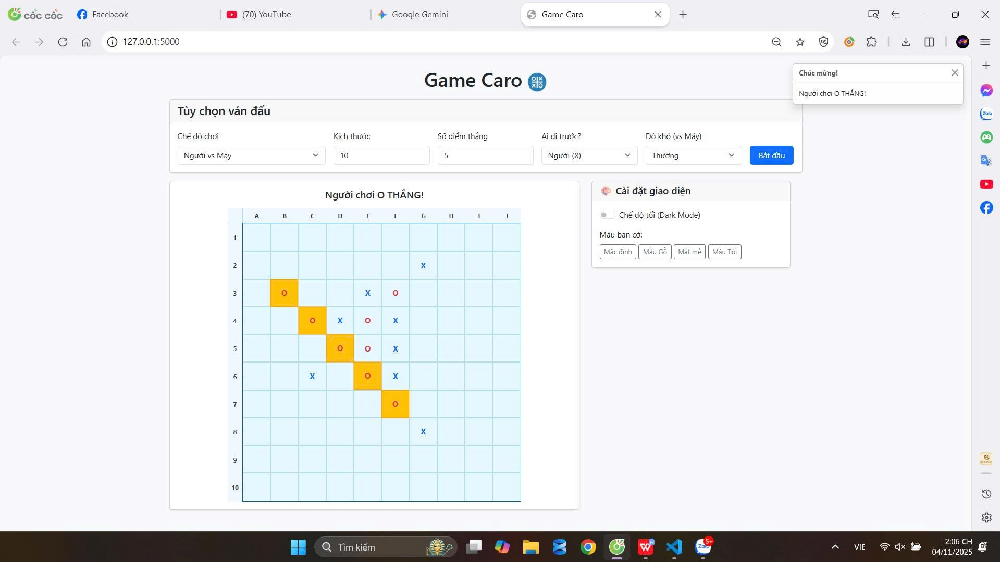 cốc cốc
Facebook
(70) YouTube
Google Gemini
Game Caro
127.0.0.1:5000
Game Caro
Chúc mừng!
Người chơi O THẮNG!
Tùy chọn ván đấu
Chế độ chơi
Kích thước
Số điểm thắng
Ai đi trước?
Độ khó (vs Máy)
Người vs Máy
10
5
Người (X)
Thường
Bắt đầu
Người chơi O THẮNG!
A B C D E F G H I J
1
2 X
3 O X O
4 O X O X
5 O O X
6 X O X
7 O
8 X
9
10
Cài đặt giao diện
Chế độ tối (Dark Mode)
Màu bàn cờ:
Mặc định
Màu Gỗ
Mát mẻ
Màu Tối
Zalo
Tìm kiếm
Zalo
5+
VIE
2:06 CH
04/11/2025